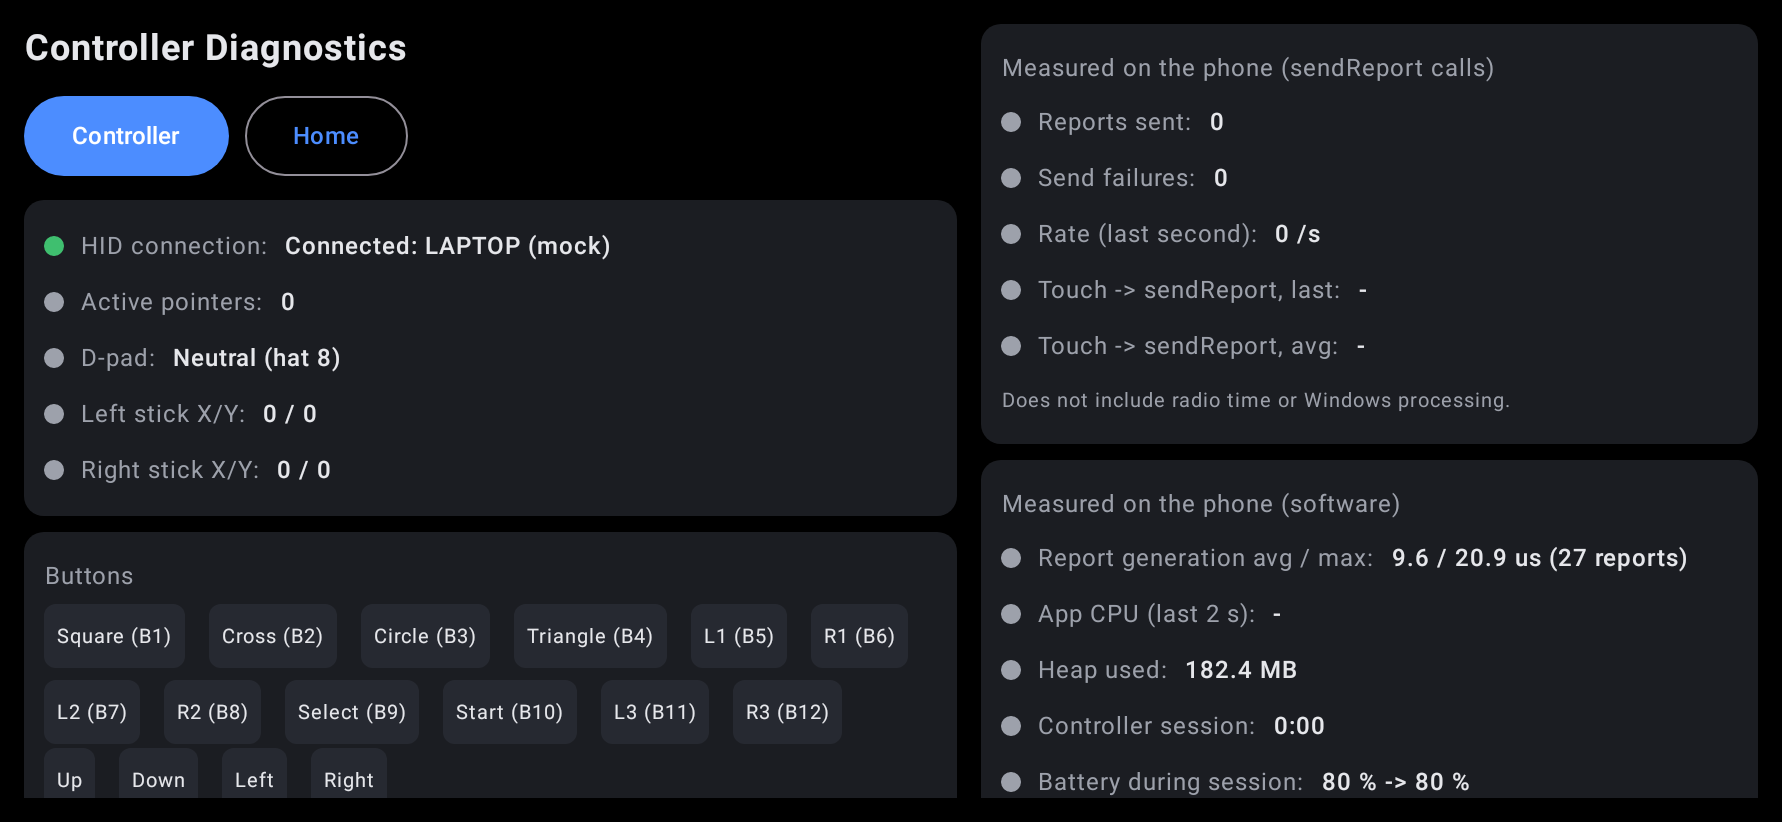 Controller Diagnostics
Controller
Home
HID connection: Connected: LAPTOP (mock)
Active pointers: 0
D-pad: Neutral (hat 8)
Left stick X/Y: 0 / 0
Right stick X/Y: 0 / 0
Buttons
Square (B1) Cross (B2) Circle (B3) Triangle (B4) L1 (B5) R1 (B6)
L2 (B7) R2 (B8) Select (B9) Start (B10) L3 (B11) R3 (B12)
Up Down Left Right
Measured on the phone (sendReport calls)
Reports sent: 0
Send failures: 0
Rate (last second): 0 /s
Touch -> sendReport, last: -
Touch -> sendReport, avg: -
Does not include radio time or Windows processing.
Measured on the phone (software)
Report generation avg / max: 9.6 / 20.9 us (27 reports)
App CPU (last 2 s): -
Heap used: 182.4 MB
Controller session: 0:00
Battery during session: 80 % -> 80 %